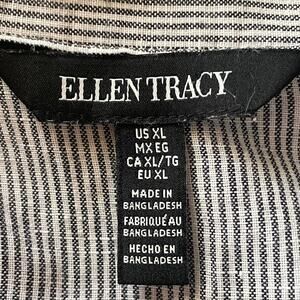 ELLEN TRACY
US XL
MX EG
CA XL/TG
EU XL
MADE IN
BANGLADESH
FABRIQUÉ AU
BANGLADESH
HECHO EN
BANGLADESH